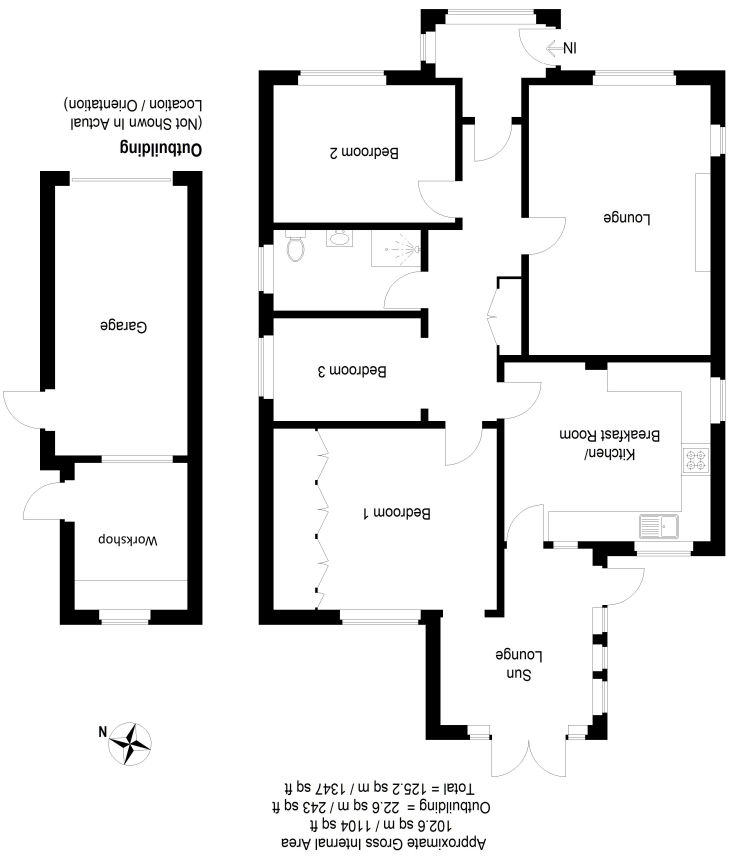 Approximate Gross Internal Area
102.6 sq m / 1104 sq ft
Outbuilding = 22.6 sq m / 243 sq ft
Total = 125.2 sq m / 1347 sq ft
N
Sun
Lounge
Workshop
Bedroom 1
Kitchen/
Breakfast Room
Bedroom 3
Garage
Lounge
Bedroom 2
Outbuilding
(Not Shown In Actual
Location / Orientation)
IN